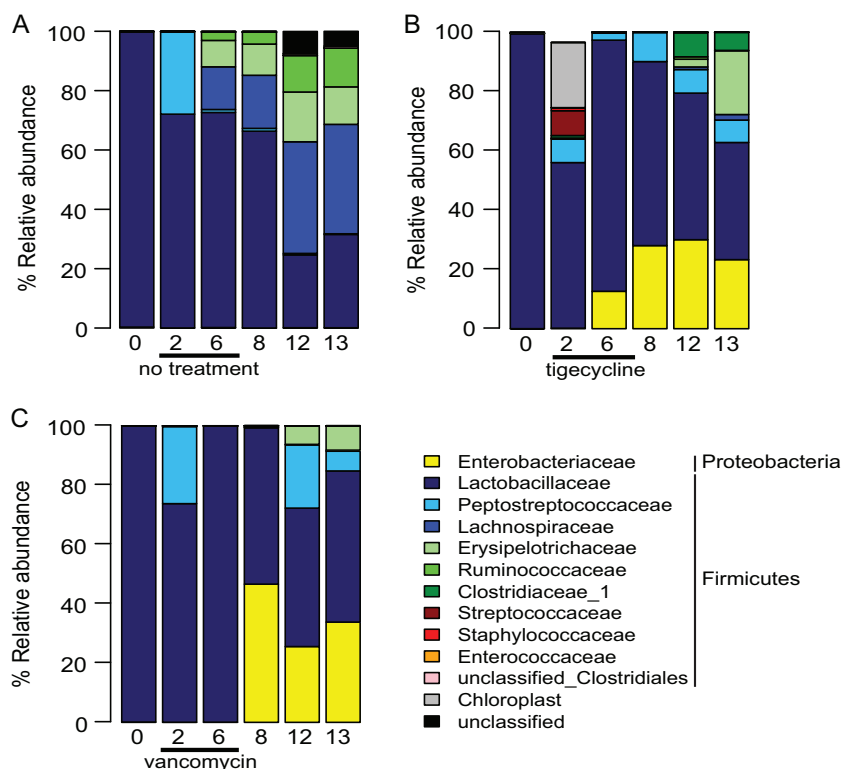 A
% Relative abundance
100
80
60
40
20
0
0 2 6 8 12 13
no treatment
B
% Relative abundance
100
80
60
40
20
0
0 2 6 8 12 13
tigecycline
C
% Relative abundance
100
80
60
40
20
0
0 2 6 8 12 13
vancomycin
Enterobacteriaceae
Lactobacillaceae
Peptostreptococcaceae
Lachnospiraceae
Erysipelotrichaceae
Ruminococcaceae
Clostridiaceae_1
Streptococcaceae
Staphylococcaceae
Enterococcaceae
unclassified_Clostridiales
Chloroplast
unclassified
Proteobacteria
Firmicutes